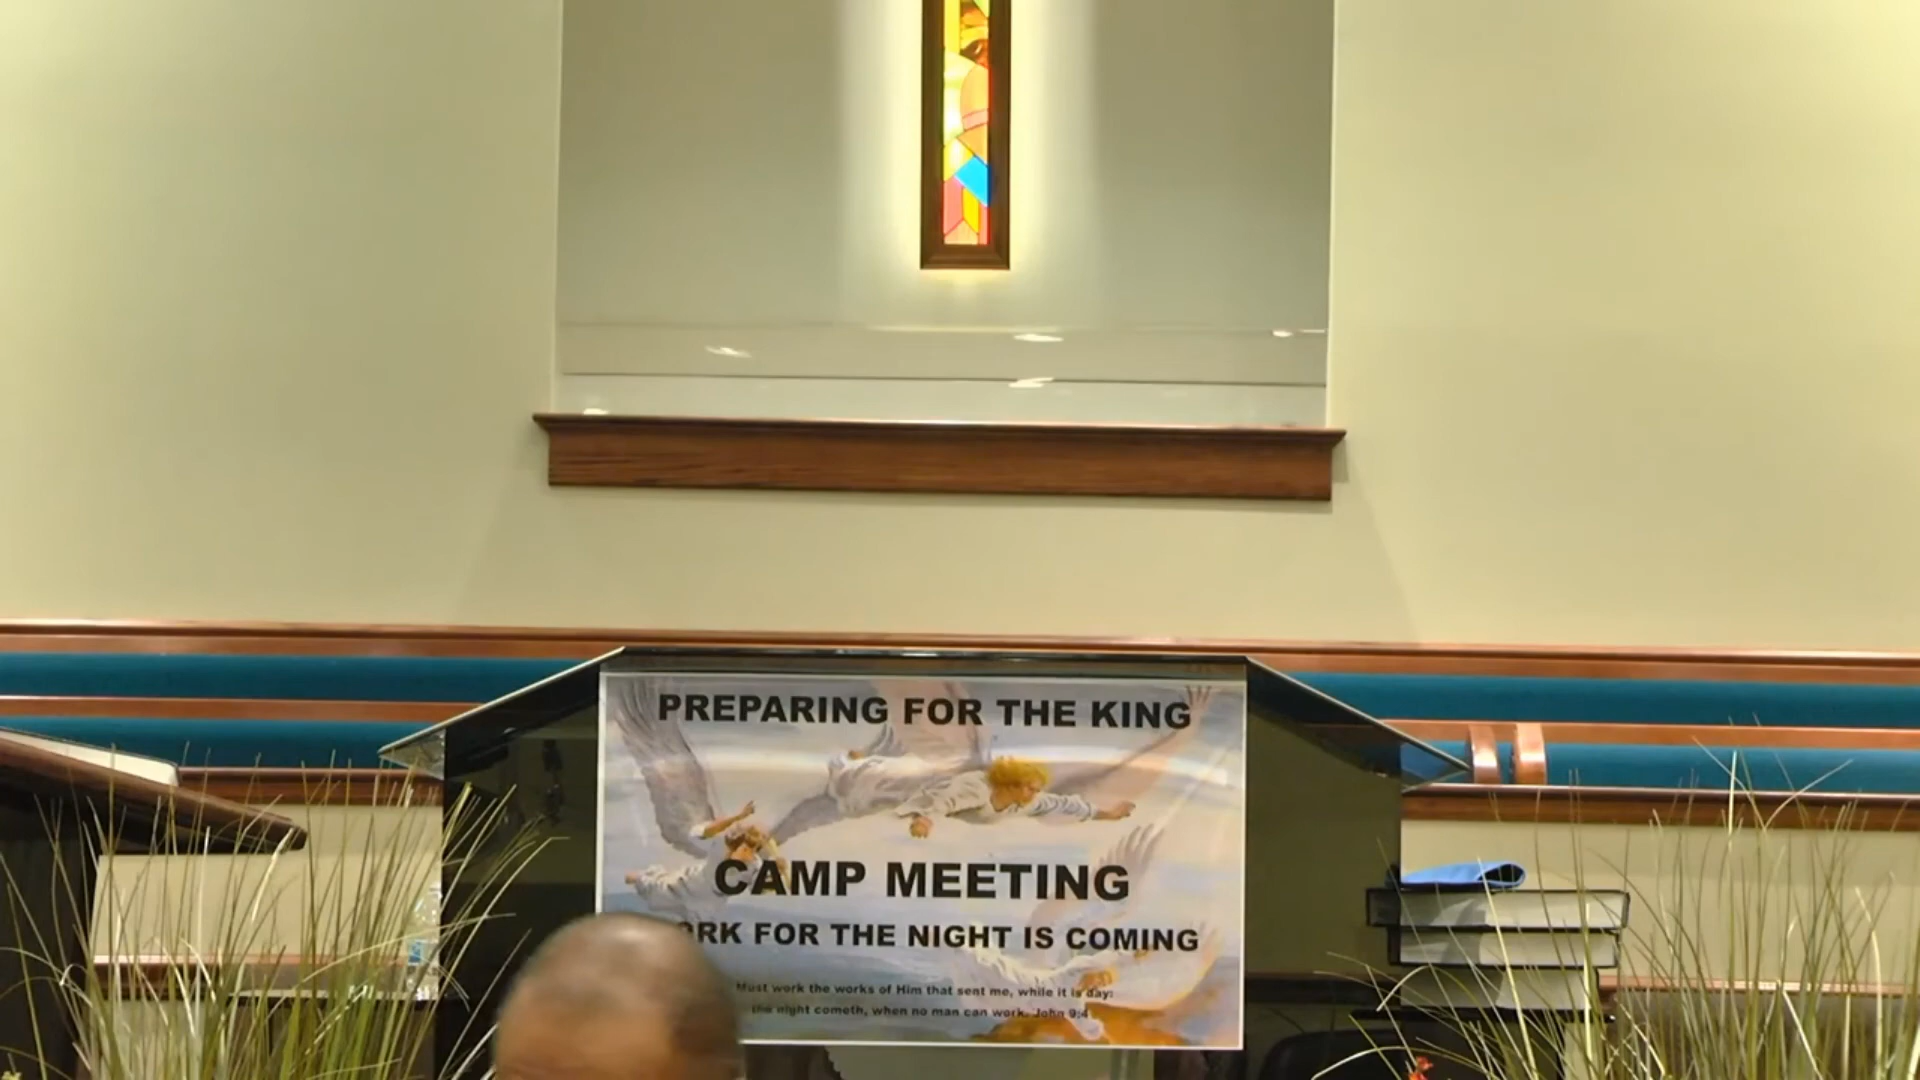 PREPARING FOR THE KING
CAMP MEETING
ORK FOR THE NIGHT IS COMING
Must work the works of Him that sent me, while it is day:
the night cometh, when no man can work. John 9:4